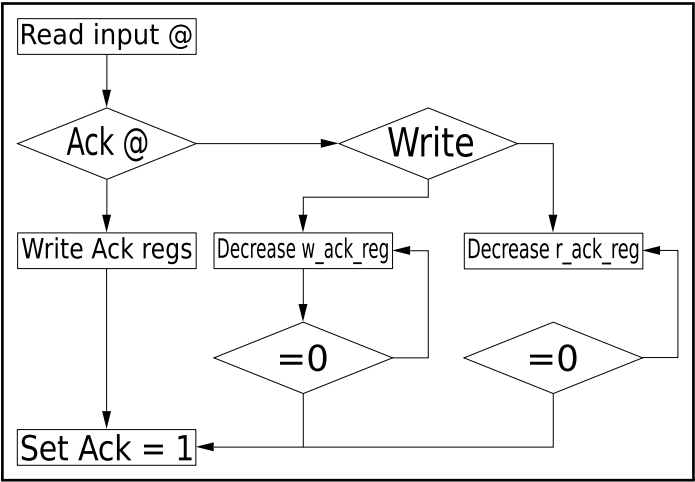 Read input @
Ack @
Write
Write Ack regs
Decrease w_ack_reg
Decrease r_ack_reg
=0
=0
Set Ack = 1